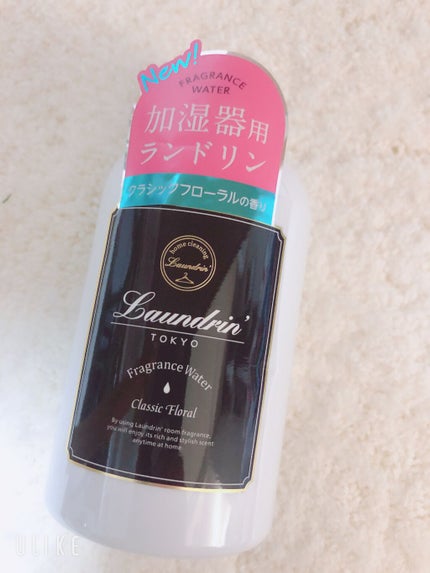 New!
FRAGRANCE
WATER
加湿器用
ランドリン
クラシックフローラルの香り
home cleaning
Laundrin'
Laundrin'
TOKYO
Fragrance Water
Classic Floral
By using Laundrin' room fragrance,
you will enjoy its rich and stylish scent
anytime at home.
ULIKE